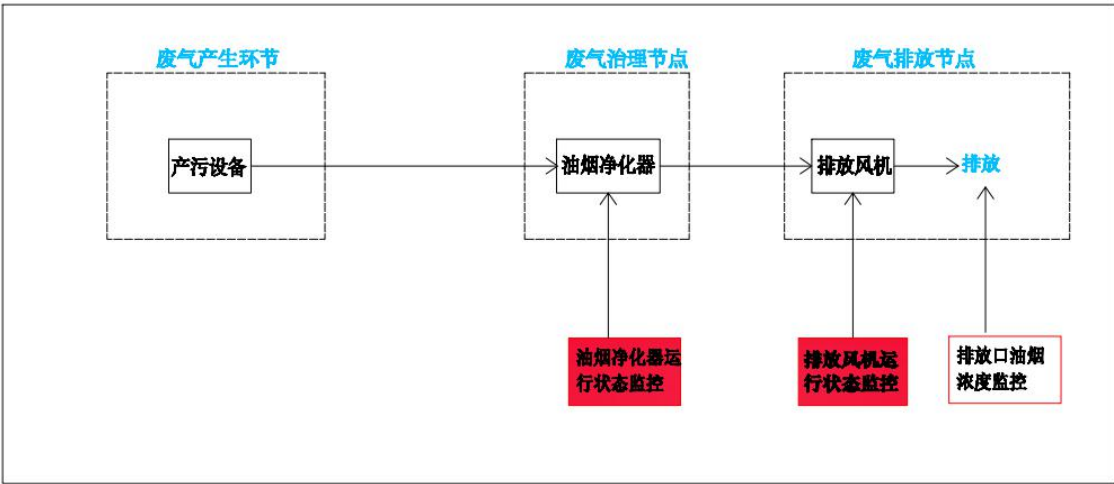 废气产生环节
废气治理节点
废气排放节点
产污设备
油烟净化器
排放风机
排放
油烟净化器运
行状态监控
排放风机运
行状态监控
排放口油烟
浓度监控